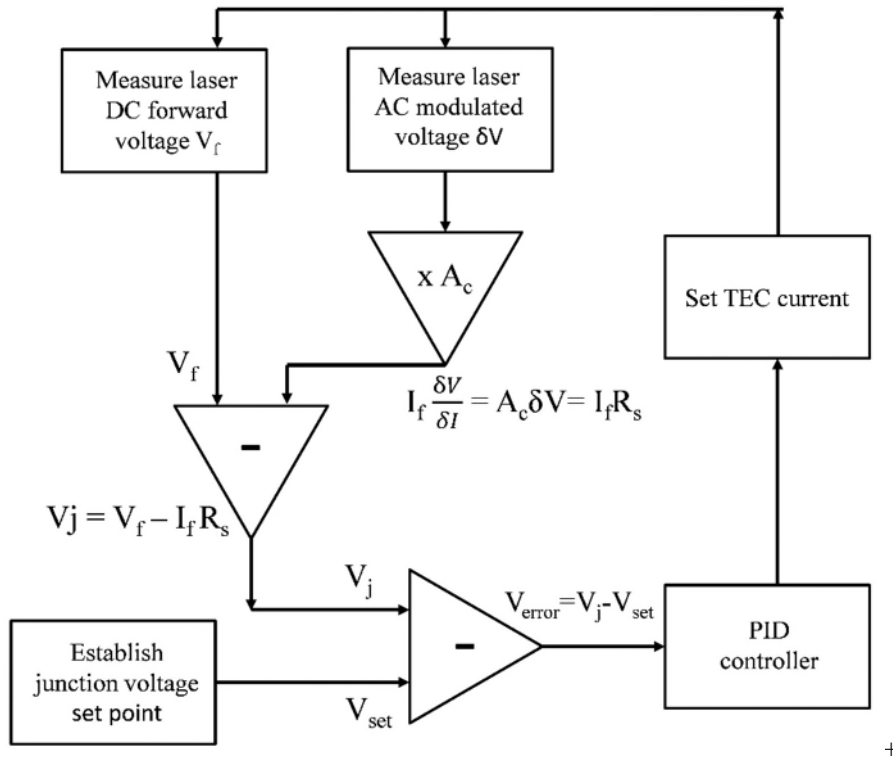 Measure laser
DC forward
voltage V_f
Measure laser
AC modulated
voltage δV
x A_c
Set TEC current
V_f
I_f δV/δI = A_cδV= I_fR_s
-
Vj = V_f – I_fR_s
V_j
V_error=V_j-V_set
-
PID
controller
Establish
junction voltage
set point
V_set
+